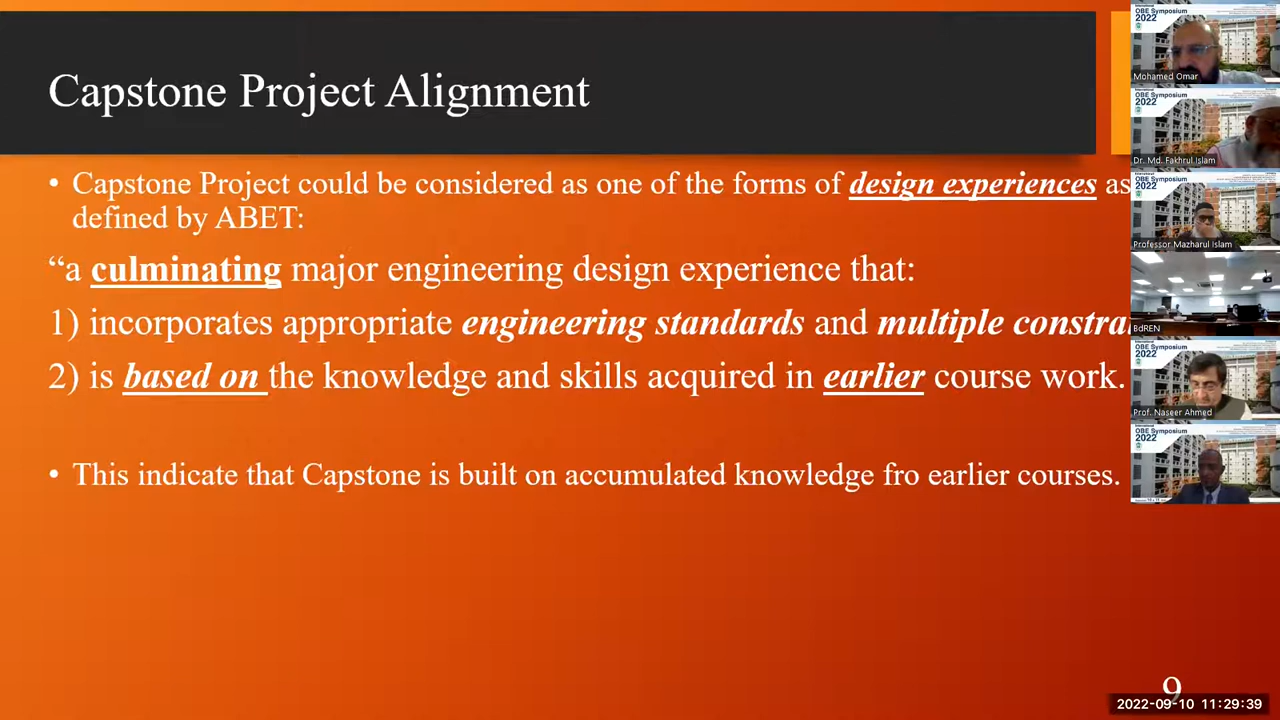 Capstone Project Alignment
• Capstone Project could be considered as one of the forms of design experiences as
defined by ABET:
“a culminating major engineering design experience that:
1) incorporates appropriate engineering standards and multiple
2) is based on the knowledge and skills acquired in earlier course work.
• This indicate that Capstone is built on accumulated knowledge fro earlier courses.
9
2022-09-10 11:29:39
International
OBE Symposium
2022
Mohamed Omar
OBE Symposium
2022
Dr. Md. Fakhrul Islam
OBE Symposium
2022
Professor Mazharul Islam
BdREN
International
OBE Symposium
2022
Prof. Naseer Ahmed
International
OBE Symposium
2022